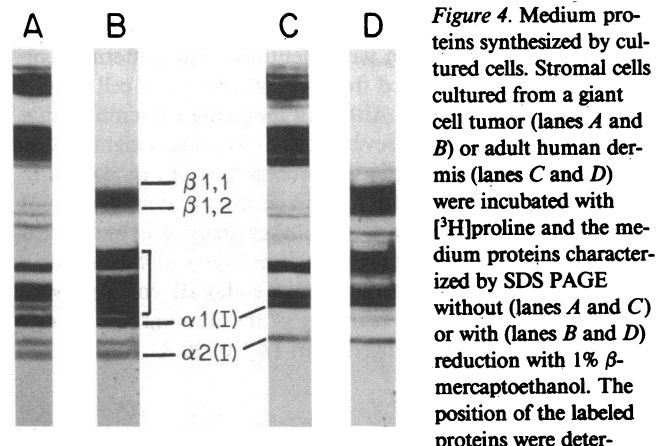 A
B
C
D
β1,1
β1,2
α1(I)
α2(I)
Figure 4. Medium pro-
teins synthesized by cul-
tured cells. Stromal cells
cultured from a giant
cell tumor (lanes A and
B) or adult human der-
mis (lanes C and D)
were incubated with
[³H]proline and the me-
dium proteins character-
ized by SDS PAGE
without (lanes A and C)
or with (lanes B and D)
reduction with 1% β-
mercaptoethanol. The
position of the labeled
proteins were deter-